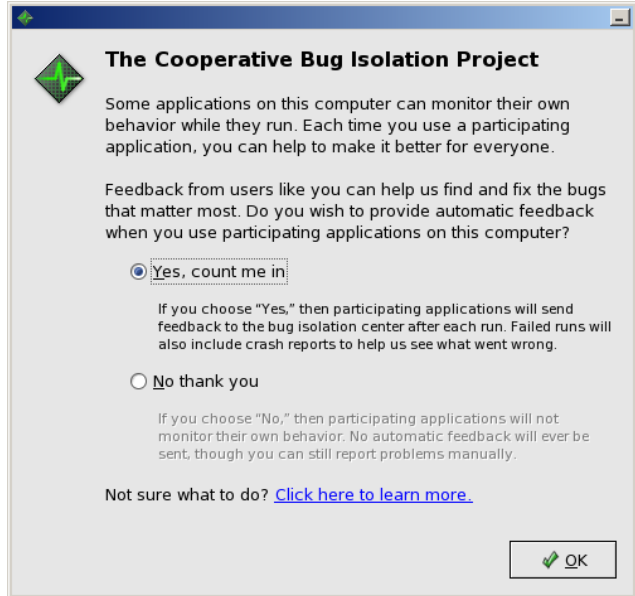 The Cooperative Bug Isolation Project
Some applications on this computer can monitor their own
behavior while they run. Each time you use a participating
application, you can help to make it better for everyone.
Feedback from users like you can help us find and fix the bugs
that matter most. Do you wish to provide automatic feedback
when you use participating applications on this computer?
Yes, count me in
If you choose “Yes,” then participating applications will send
feedback to the bug isolation center after each run. Failed runs will
also include crash reports to help us see what went wrong.
No thank you
If you choose “No,” then participating applications will not
monitor their own behavior. No automatic feedback will ever be
sent, though you can still report problems manually.
Not sure what to do? Click here to learn more.
OK